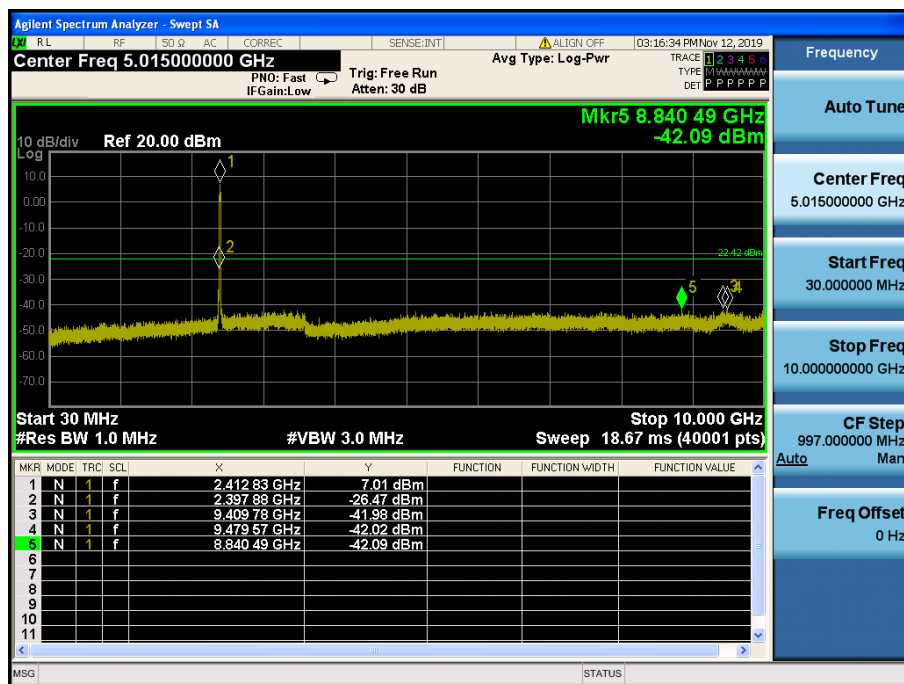 Agilent Spectrum Analyzer - Swept SA
LXI RL RF 50 Ω AC CORREC SENSE:INT ALIGN OFF 03:16:34 PM Nov 12, 2019
Center Freq 5.015000000 GHz
PNO: Fast
IFGain:Low
Trig: Free Run
Atten: 30 dB
Avg Type: Log-Pwr
TRACE 1 2 3 4 5 6
TYPE MWWWWW
DET P P P P P P
Mkr5 8.840 49 GHz
-42.09 dBm
10 dB/div Ref 20.00 dBm
Log
10.0
0.00
-10.0
-20.0
-30.0
-40.0
-50.0
-60.0
-70.0
1
2
3
4
5
22.42 dBm
Start 30 MHz Stop 10.000 GHz
#Res BW 1.0 MHz #VBW 3.0 MHz Sweep 18.67 ms (40001 pts)
MKR MODE TRC SCL X Y FUNCTION FUNCTION WIDTH FUNCTION VALUE
1 N 1 f 2.412 83 GHz 7.01 dBm
2 N 1 f 2.397 88 GHz -26.47 dBm
3 N 1 f 9.409 78 GHz -41.98 dBm
4 N 1 f 9.479 57 GHz -42.02 dBm
5 N 1 f 8.840 49 GHz -42.09 dBm
6
7
8
9
10
11
MSG STATUS
Frequency
Auto Tune
Center Freq
5.015000000 GHz
Start Freq
30.000000 MHz
Stop Freq
10.000000000 GHz
CF Step
997.000000 MHz
Auto Man
Freq Offset
0 Hz